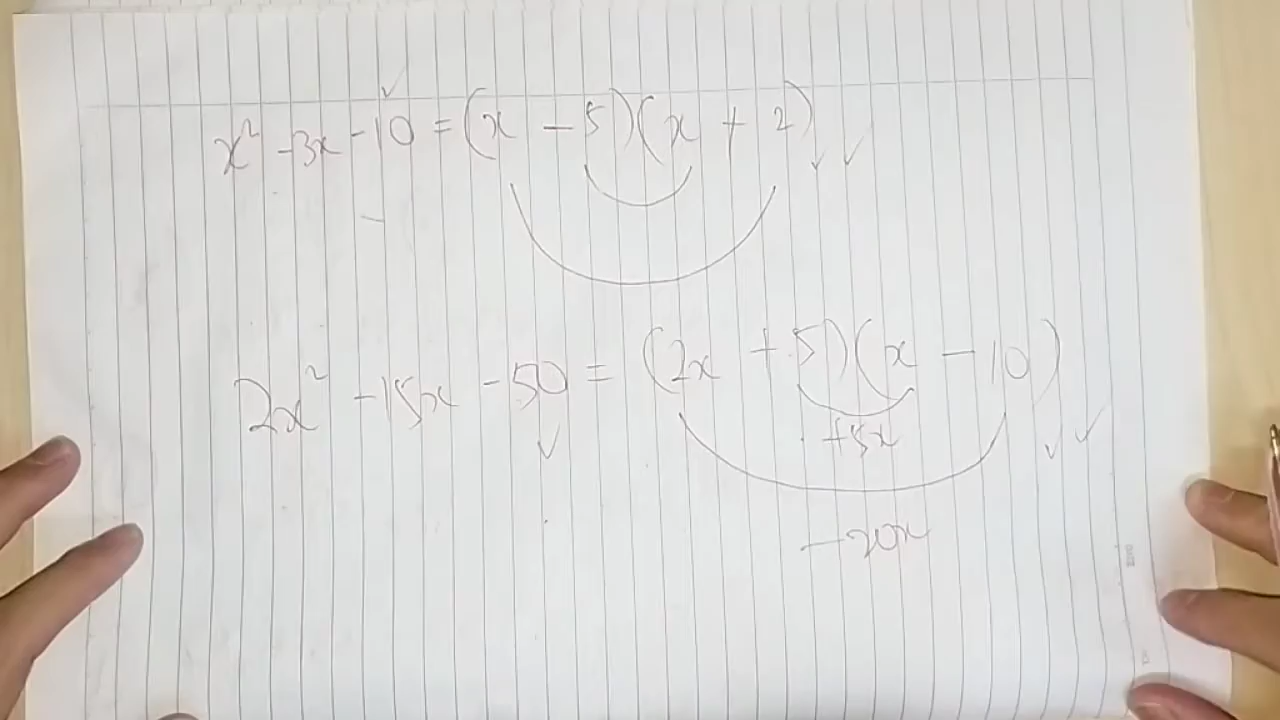 x² - 3x - 10 = (x - 5)(x + 2)
2x² - 15x - 50 = (2x + 5)(x - 10)
+5x
-20x